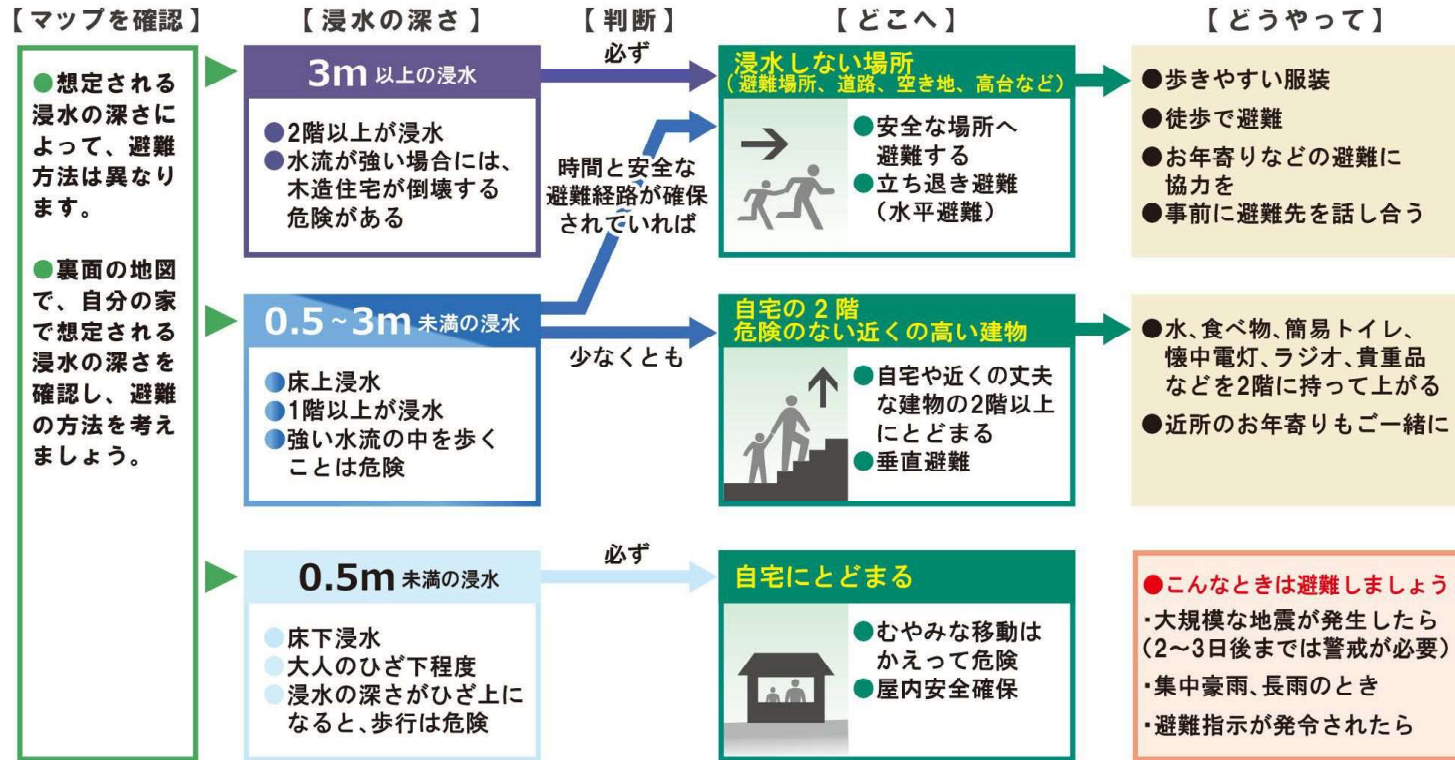 【マップを確認】
【浸水の深さ】
【判断】
【どこへ】
【どうやって】
●想定される
浸水の深さに
よって、避難
方法は異なり
ます。
●裏面の地図
で、自分の家
で想定される
浸水の深さを
確認し、避難
の方法を考え
ましょう。
3m 以上の浸水
●2階以上が浸水
●水流が強い場合には、
木造住宅が倒壊する
危険がある
必ず
浸水しない場所
(避難場所、道路、空き地、高台など)
●安全な場所へ
避難する
●立ち退き避難
(水平避難)
●歩きやすい服装
●徒歩で避難
●お年寄りなどの避難に
協力を
●事前に避難先を話し合う
時間と安全な
避難経路が確保
されていれば
0.5~3m 未満の浸水
●床上浸水
●1階以上が浸水
●強い水流の中を歩く
ことは危険
少なくとも
自宅の2階
危険のない近くの高い建物
●自宅や近くの丈夫
な建物の2階以上
にとどまる
●垂直避難
●水、食べ物、簡易トイレ、
懐中電灯、ラジオ、貴重品
などを2階に持って上がる
●近所のお年寄りもご一緒に
0.5m 未満の浸水
●床下浸水
●大人のひざ下程度
●浸水の深さがひざ上に
なると、歩行は危険
必ず
自宅にとどまる
●むやみな移動は
かえって危険
●屋内安全確保
●こんなときは避難しましょう
・大規模な地震が発生したら
(2〜3日後までは警戒が必要)
・集中豪雨、長雨のとき
・避難指示が発令されたら